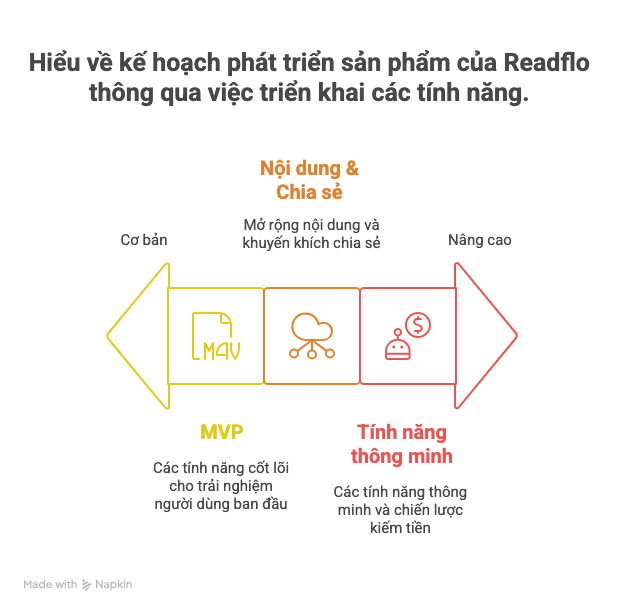 Hiểu về kế hoạch phát triển sản phẩm của Readflo
thông qua việc triển khai các tính năng.
Nội dung &
Chia sẻ
Mở rộng nội dung và
khuyến khích chia sẻ
Cơ bản
Nâng cao
M4V
$
MVP
Các tính năng cốt lõi
cho trải nghiệm
người dùng ban đầu
Tính năng
thông minh
Các tính năng thông
minh và chiến lược
kiếm tiền
Made with Napkin